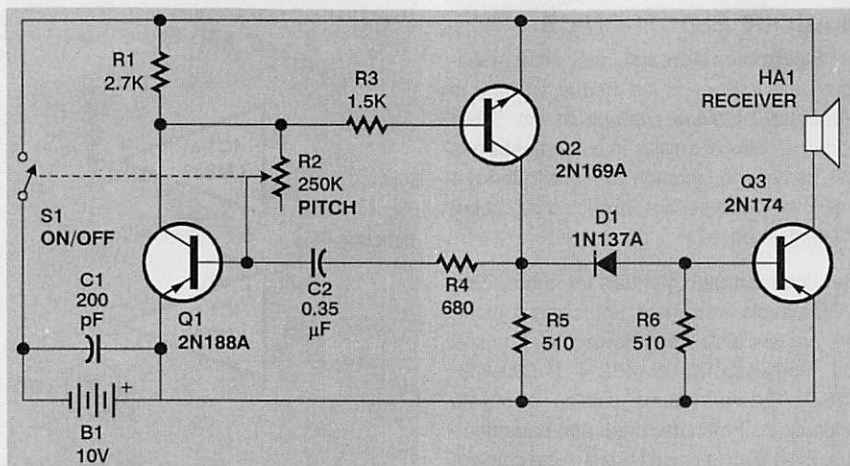 R1
2.7K
R3
1.5K
HA1
RECEIVER
R2
250K
PITCH
Q2
2N169A
S1
ON/OFF
D1
1N137A
Q3
2N174
C1
200
pF
Q1
2N188A
C2
0.35
µF
R4
680
R5
510
R6
510
+
B1
10V